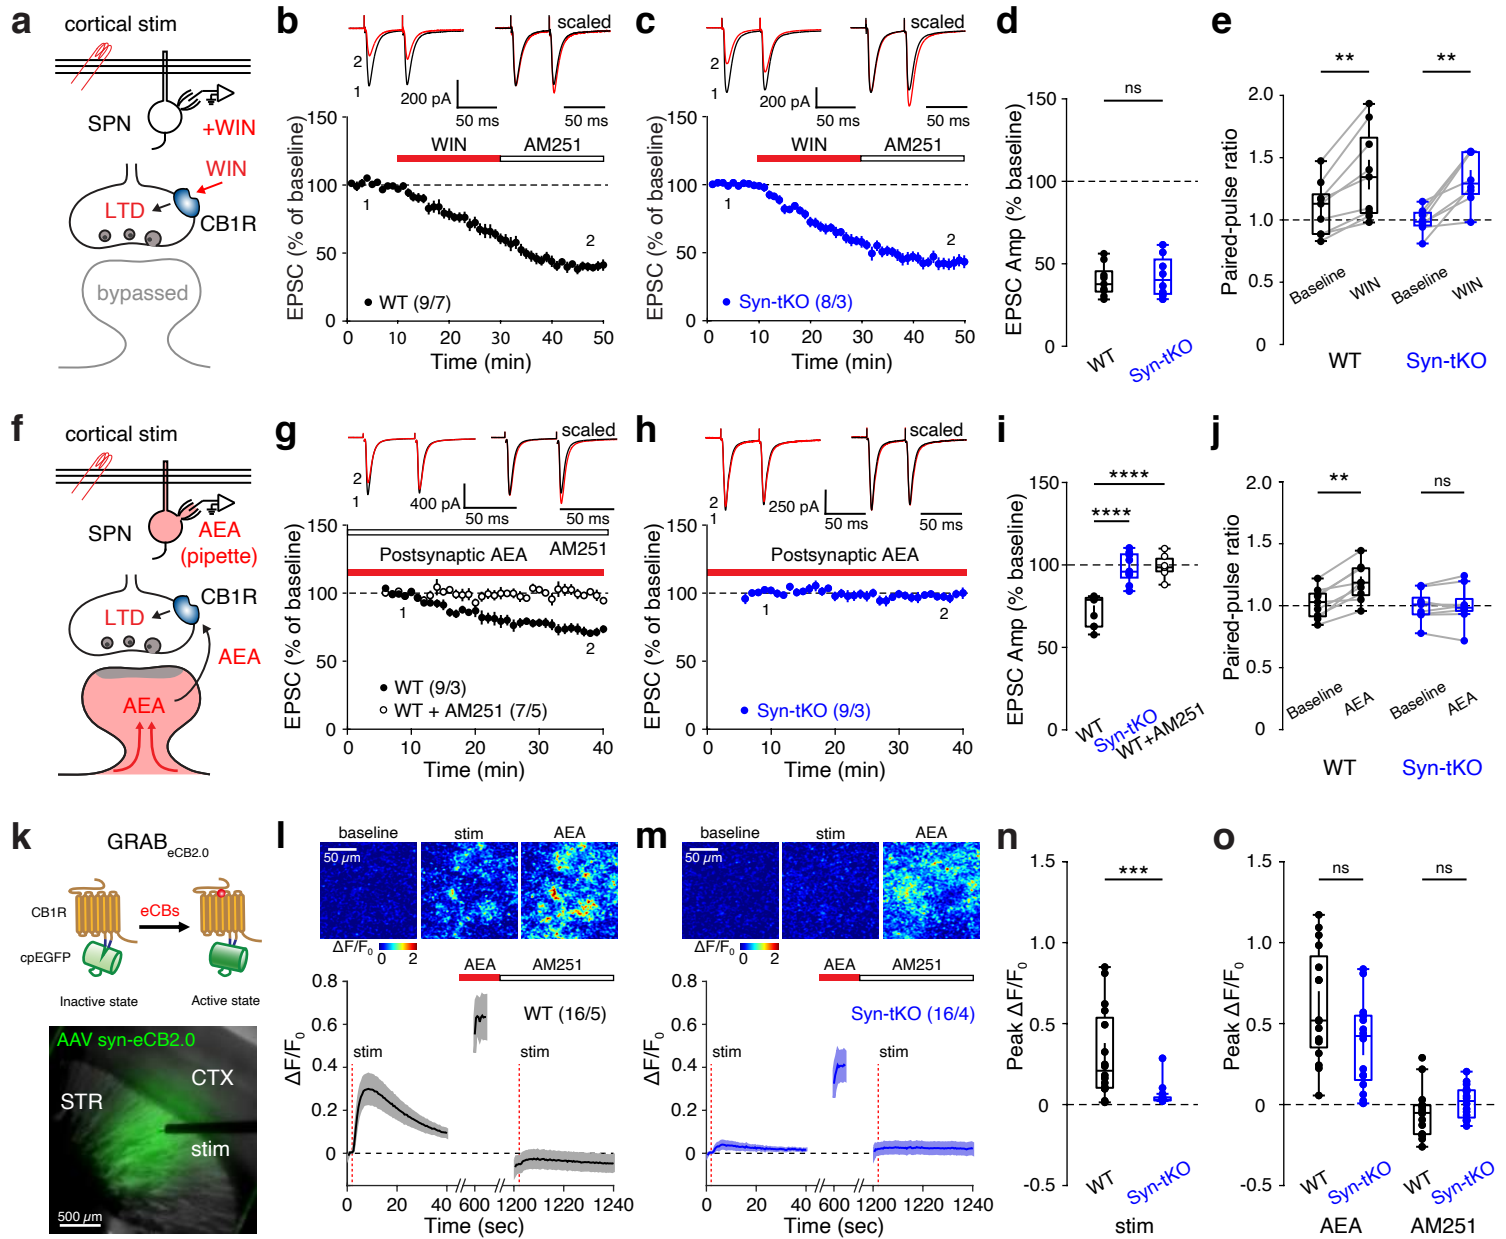 a
cortical stim
SPN
+WIN
WIN
LTD
CB1R
bypassed
b
scaled
2
1
200 pA
50 ms
50 ms
WIN
AM251
EPSC (% of baseline)
150
100
50
0
1
2
WT (9/7)
0 10 20 30 40 50
Time (min)
c
scaled
2
1
200 pA
50 ms
50 ms
WIN
AM251
EPSC (% of baseline)
150
100
50
0
1
2
Syn-tKO (8/3)
0 10 20 30 40 50
Time (min)
d
ns
EPSC Amp (% baseline)
150
100
50
0
WT
Syn-tKO
e
** **
Paired-pulse ratio
2.0
1.5
1.0
0.5
0
Baseline WIN Baseline WIN
WT Syn-tKO
f
cortical stim
SPN
AEA
(pipette)
CB1R
LTD
AEA
AEA
g
scaled
2
1
400 pA
50 ms
50 ms
AM251
Postsynaptic AEA
EPSC (% of baseline)
150
100
50
0
1
2
WT (9/3)
WT + AM251 (7/5)
0 10 20 30 40
Time (min)
h
scaled
2
1
250 pA
50 ms
50 ms
Postsynaptic AEA
EPSC (% of baseline)
150
100
50
0
1
2
Syn-tKO (9/3)
0 10 20 30 40
Time (min)
i
****
****
EPSC Amp (% baseline)
150
100
50
0
WT
Syn-tKO
WT+AM251
j
** ns
Paired-pulse ratio
2.0
1.5
1.0
0.5
0
Baseline AEA Baseline AEA
WT Syn-tKO
k
GRAB eCB2.0
CB1R
eCBs
cpEGFP
Inactive state Active state
AAV syn-eCB2.0
CTX
STR
stim
500 µm
l
baseline stim AEA
50 µm
ΔF/F0
0 2
AEA AM251
ΔF/F0
0.8
0.6
0.4
0.2
0
WT (16/5)
stim stim
0 20 40 600 1200 1220 1240
Time (sec)
m
baseline stim AEA
50 µm
ΔF/F0
0 2
AEA AM251
ΔF/F0
0.8
0.6
0.4
0.2
0
Syn-tKO (16/4)
stim stim
0 20 40 600 1200 1220 1240
Time (sec)
n
***
Peak ΔF/F0
1.5
1.0
0.5
0
-0.5
WT Syn-tKO
stim
o
ns ns
Peak ΔF/F0
1.5
1.0
0.5
0
-0.5
WT Syn-tKO WT Syn-tKO
AEA AM251